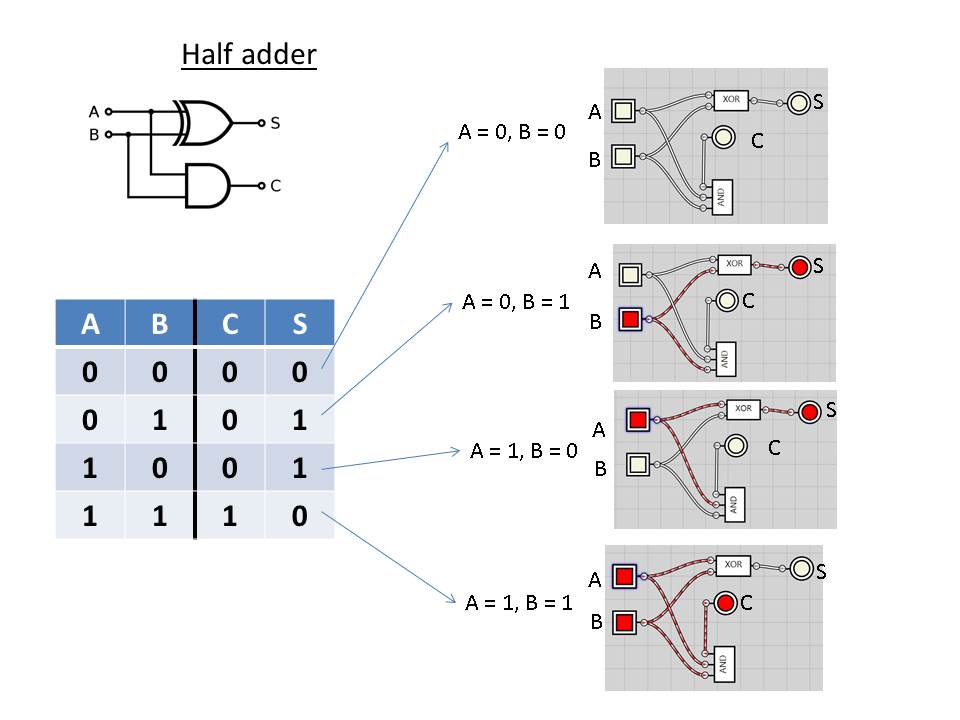 Half adder
A
B
S
C
A B C S
0 0 0 0
0 1 0 1
1 0 0 1
1 1 1 0
A = 0, B = 0
A
B
XOR
S
C
AND
A = 0, B = 1
A
B
XOR
S
C
AND
A = 1, B = 0
A
B
XOR
S
C
AND
A = 1, B = 1
A
B
XOR
S
C
AND